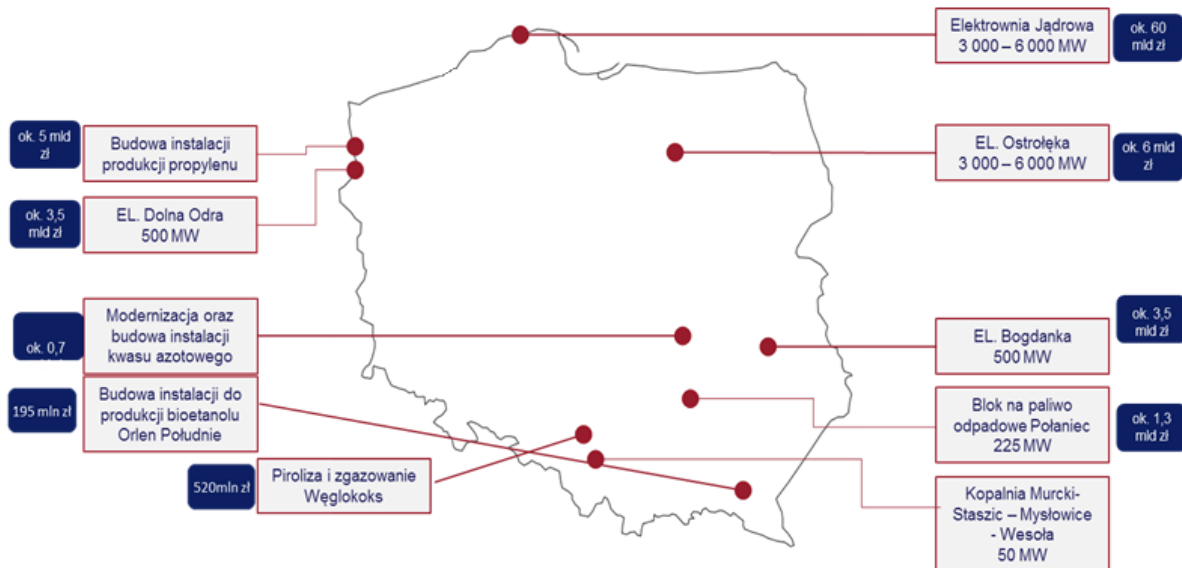 Elektrownia Jądrowa
3 000 – 6 000 MW
ok. 60
mld zł
ok. 5 mld
zł
Budowa instalacji
produkcji propylenu
EL. Ostrołęka
3 000 – 6 000 MW
ok. 6 mld
zł
ok. 3,5
mld zł
EL. Dolna Odra
500 MW
ok. 0,7
Modernizacja oraz
budowa instalacji
kwasu azotowego
EL. Bogdanka
500 MW
ok. 3,5
mld zł
195 mln zł
Budowa instalacji do
produkcji bioetanolu
Orlen Południe
Blok na paliwo
odpadowe Połaniec
225 MW
ok. 1,3
mld zł
520mln zł
Piroliza i zgazowanie
Węglokoks
Kopalnia Murcki-
Staszic – Mysłowice
- Wesoła
50 MW